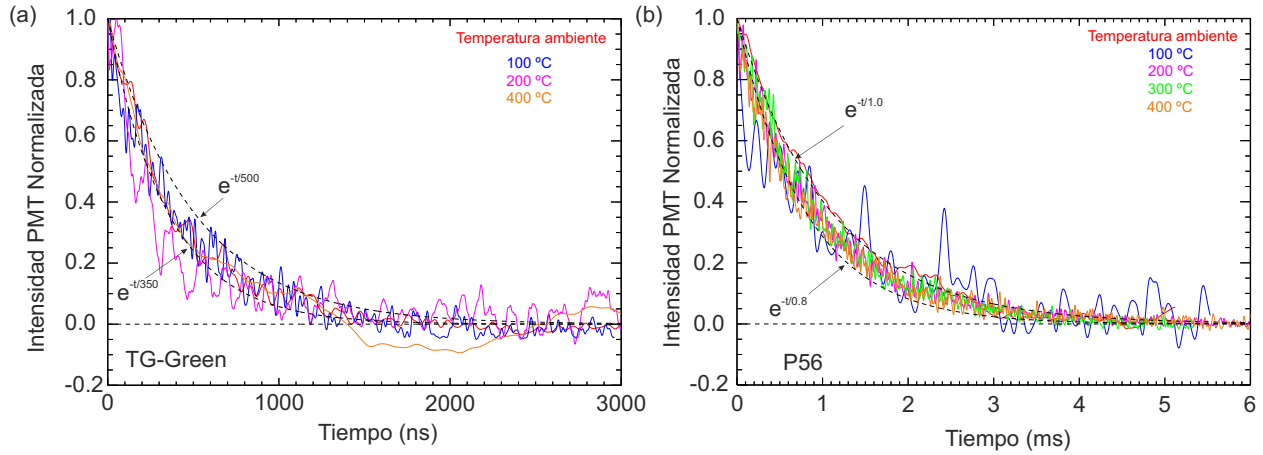 (a)
Intensidad PMT Normalizada
1.0
0.8
0.6
0.4
0.2
0.0
-0.2
Temperatura ambiente
100 ºC
200 ºC
400 ºC
e-t/500
e-t/350
TG-Green
0
1000
2000
3000
Tiempo (ns)
(b)
Intensidad PMT Normalizada
1.0
0.8
0.6
0.4
0.2
0.0
-0.2
Temperatura ambiente
100 ºC
200 ºC
300 ºC
400 ºC
e-t/1.0
e-t/0.8
P56
0
1
2
3
4
5
6
Tiempo (ms)